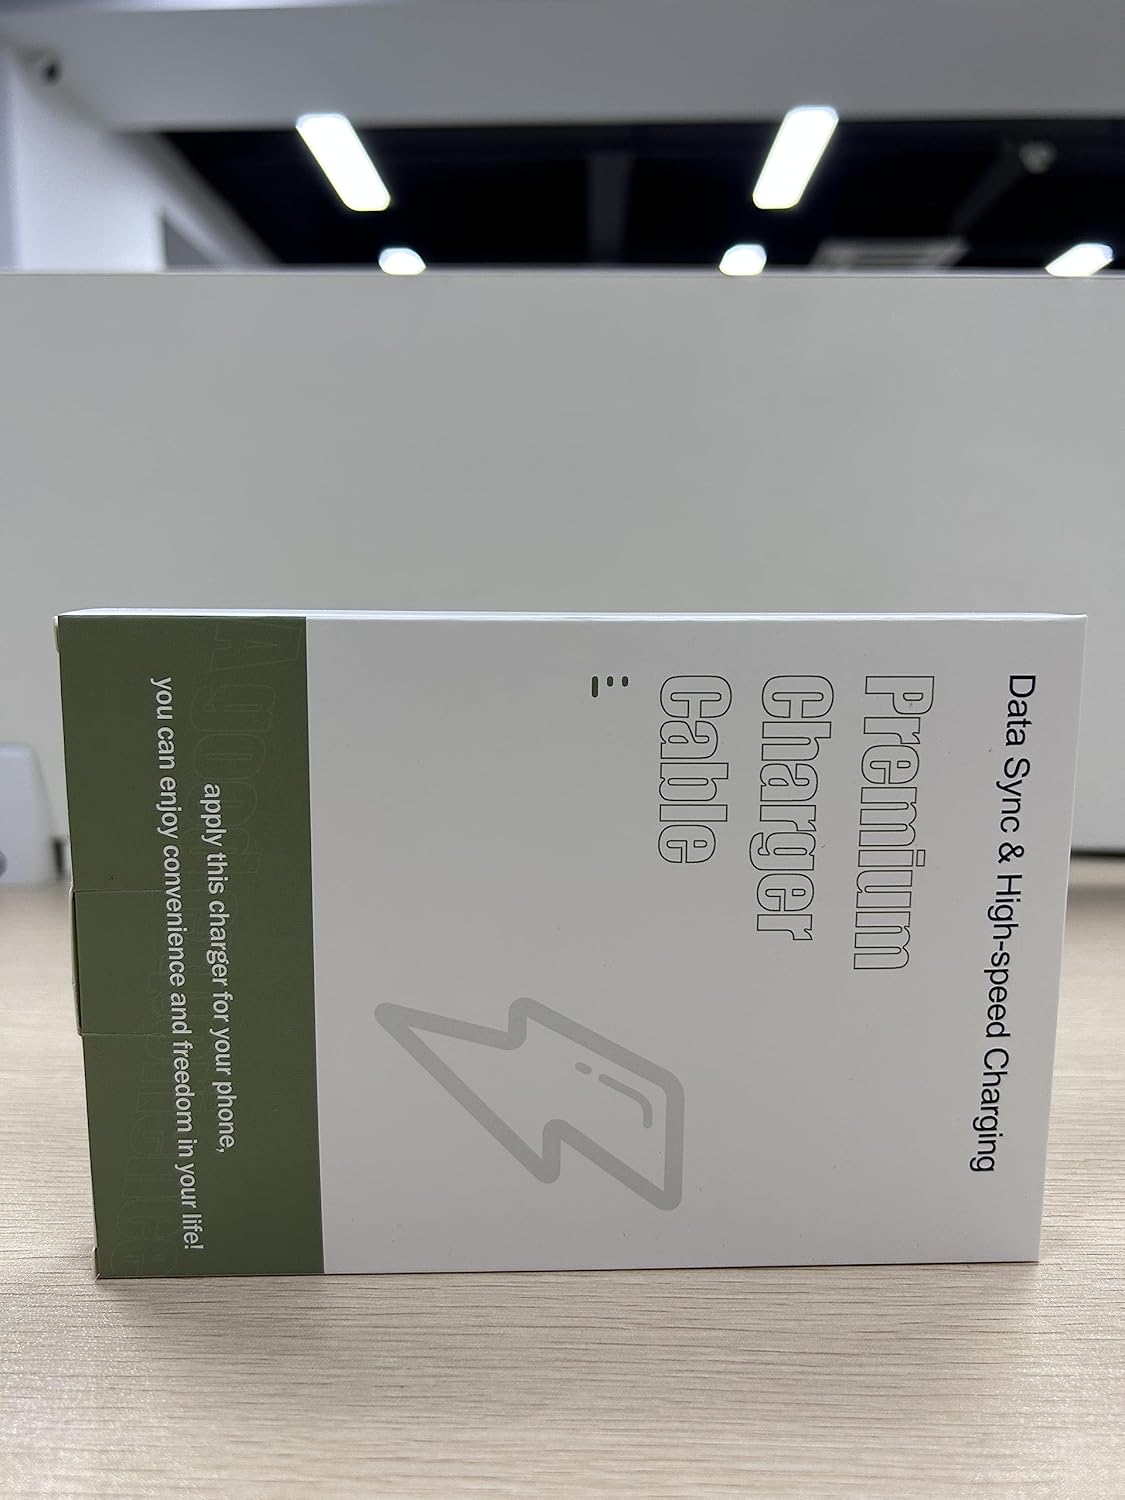 Data Sync & High-speed Charging
Premium
Charger
Cable
apply this charger for your phone,
you can enjoy convenience and freedom in your life!